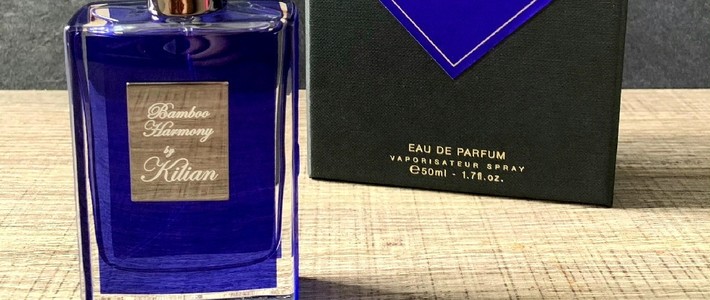 Bamboo
Harmony
by
Kilian
EAU DE PARFUM
VAPORISATEUR SPRAY
℮50ml - 1.7fl.oz.